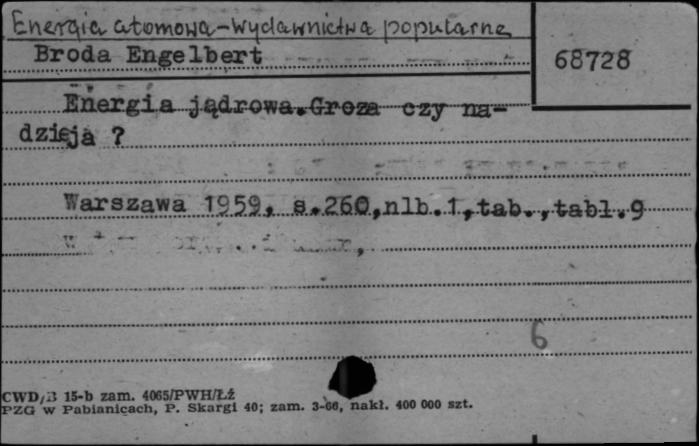 Energia atomowa-wydawnictwa popularne
Broda Engelbert
68728
Energia jądrowa.Groza czy na-
dzieja ?
Warszawa 1959, s.260,nlb.1,tab.,tabl.9
6
CWD/B 15-b zam. 4065/PWH/Łź
PZG w Pabianicach, P. Skargi 40; zam. 3-66, nakł. 400 000 szt.